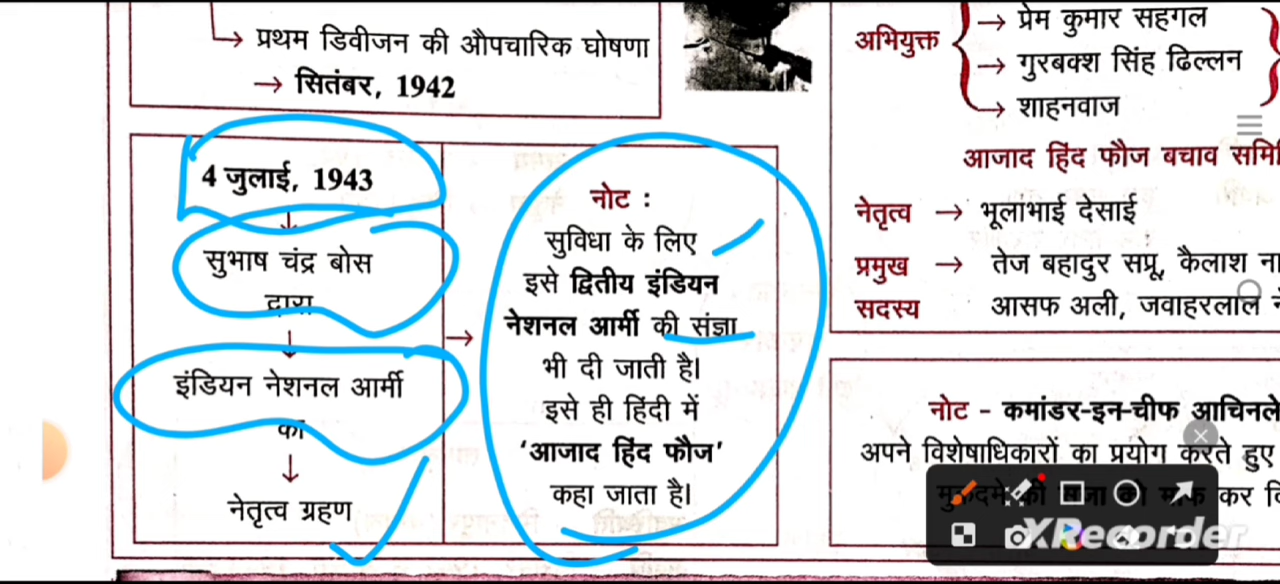 → प्रथम डिवीजन की औपचारिक घोषणा
→ सितंबर, 1942
4 जुलाई, 1943
↓
सुभाष चंद्र बोस
द्वारा
↓
इंडियन नेशनल आर्मी
का
↓
नेतृत्व ग्रहण
→
नोट :
सुविधा के लिए
इसे द्वितीय इंडियन
नेशनल आर्मी की संज्ञा
भी दी जाती है।
इसे ही हिंदी में
‘आजाद हिंद फौज’
कहा जाता है।
अभियुक्त
→ प्रेम कुमार सहगल
→ गुरबक्श सिंह ढिल्लन
→ शाहनवाज
आजाद हिंद फौज बचाव
नेतृत्व → भूलाभाई देसाई
प्रमुख → तेज बहादुर सप्रू, कैलाश
सदस्य आसफ अली, जवाहरलाल
नोट - कमांडर-इन-चीफ
अपने विशेषाधिकारों का प्रयोग करते हुए
कर
XRecorder